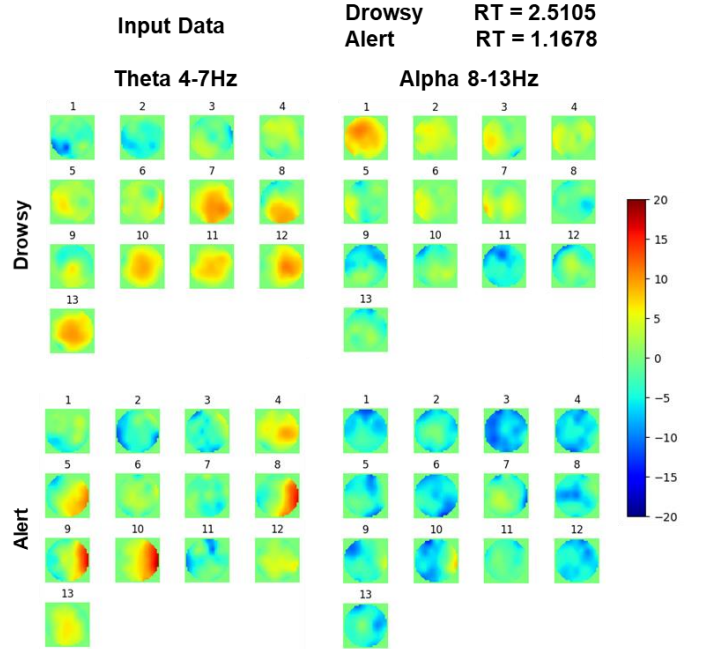 Input Data
Drowsy RT = 2.5105
Alert RT = 1.1678
Theta 4-7Hz
Alpha 8-13Hz
Drowsy
1 2 3 4
5 6 7 8
9 10 11 12
13
1 2 3 4
5 6 7 8
9 10 11 12
13
20
15
10
5
0
−5
−10
−15
−20
Alert
1 2 3 4
5 6 7 8
9 10 11 12
13
1 2 3 4
5 6 7 8
9 10 11 12
13